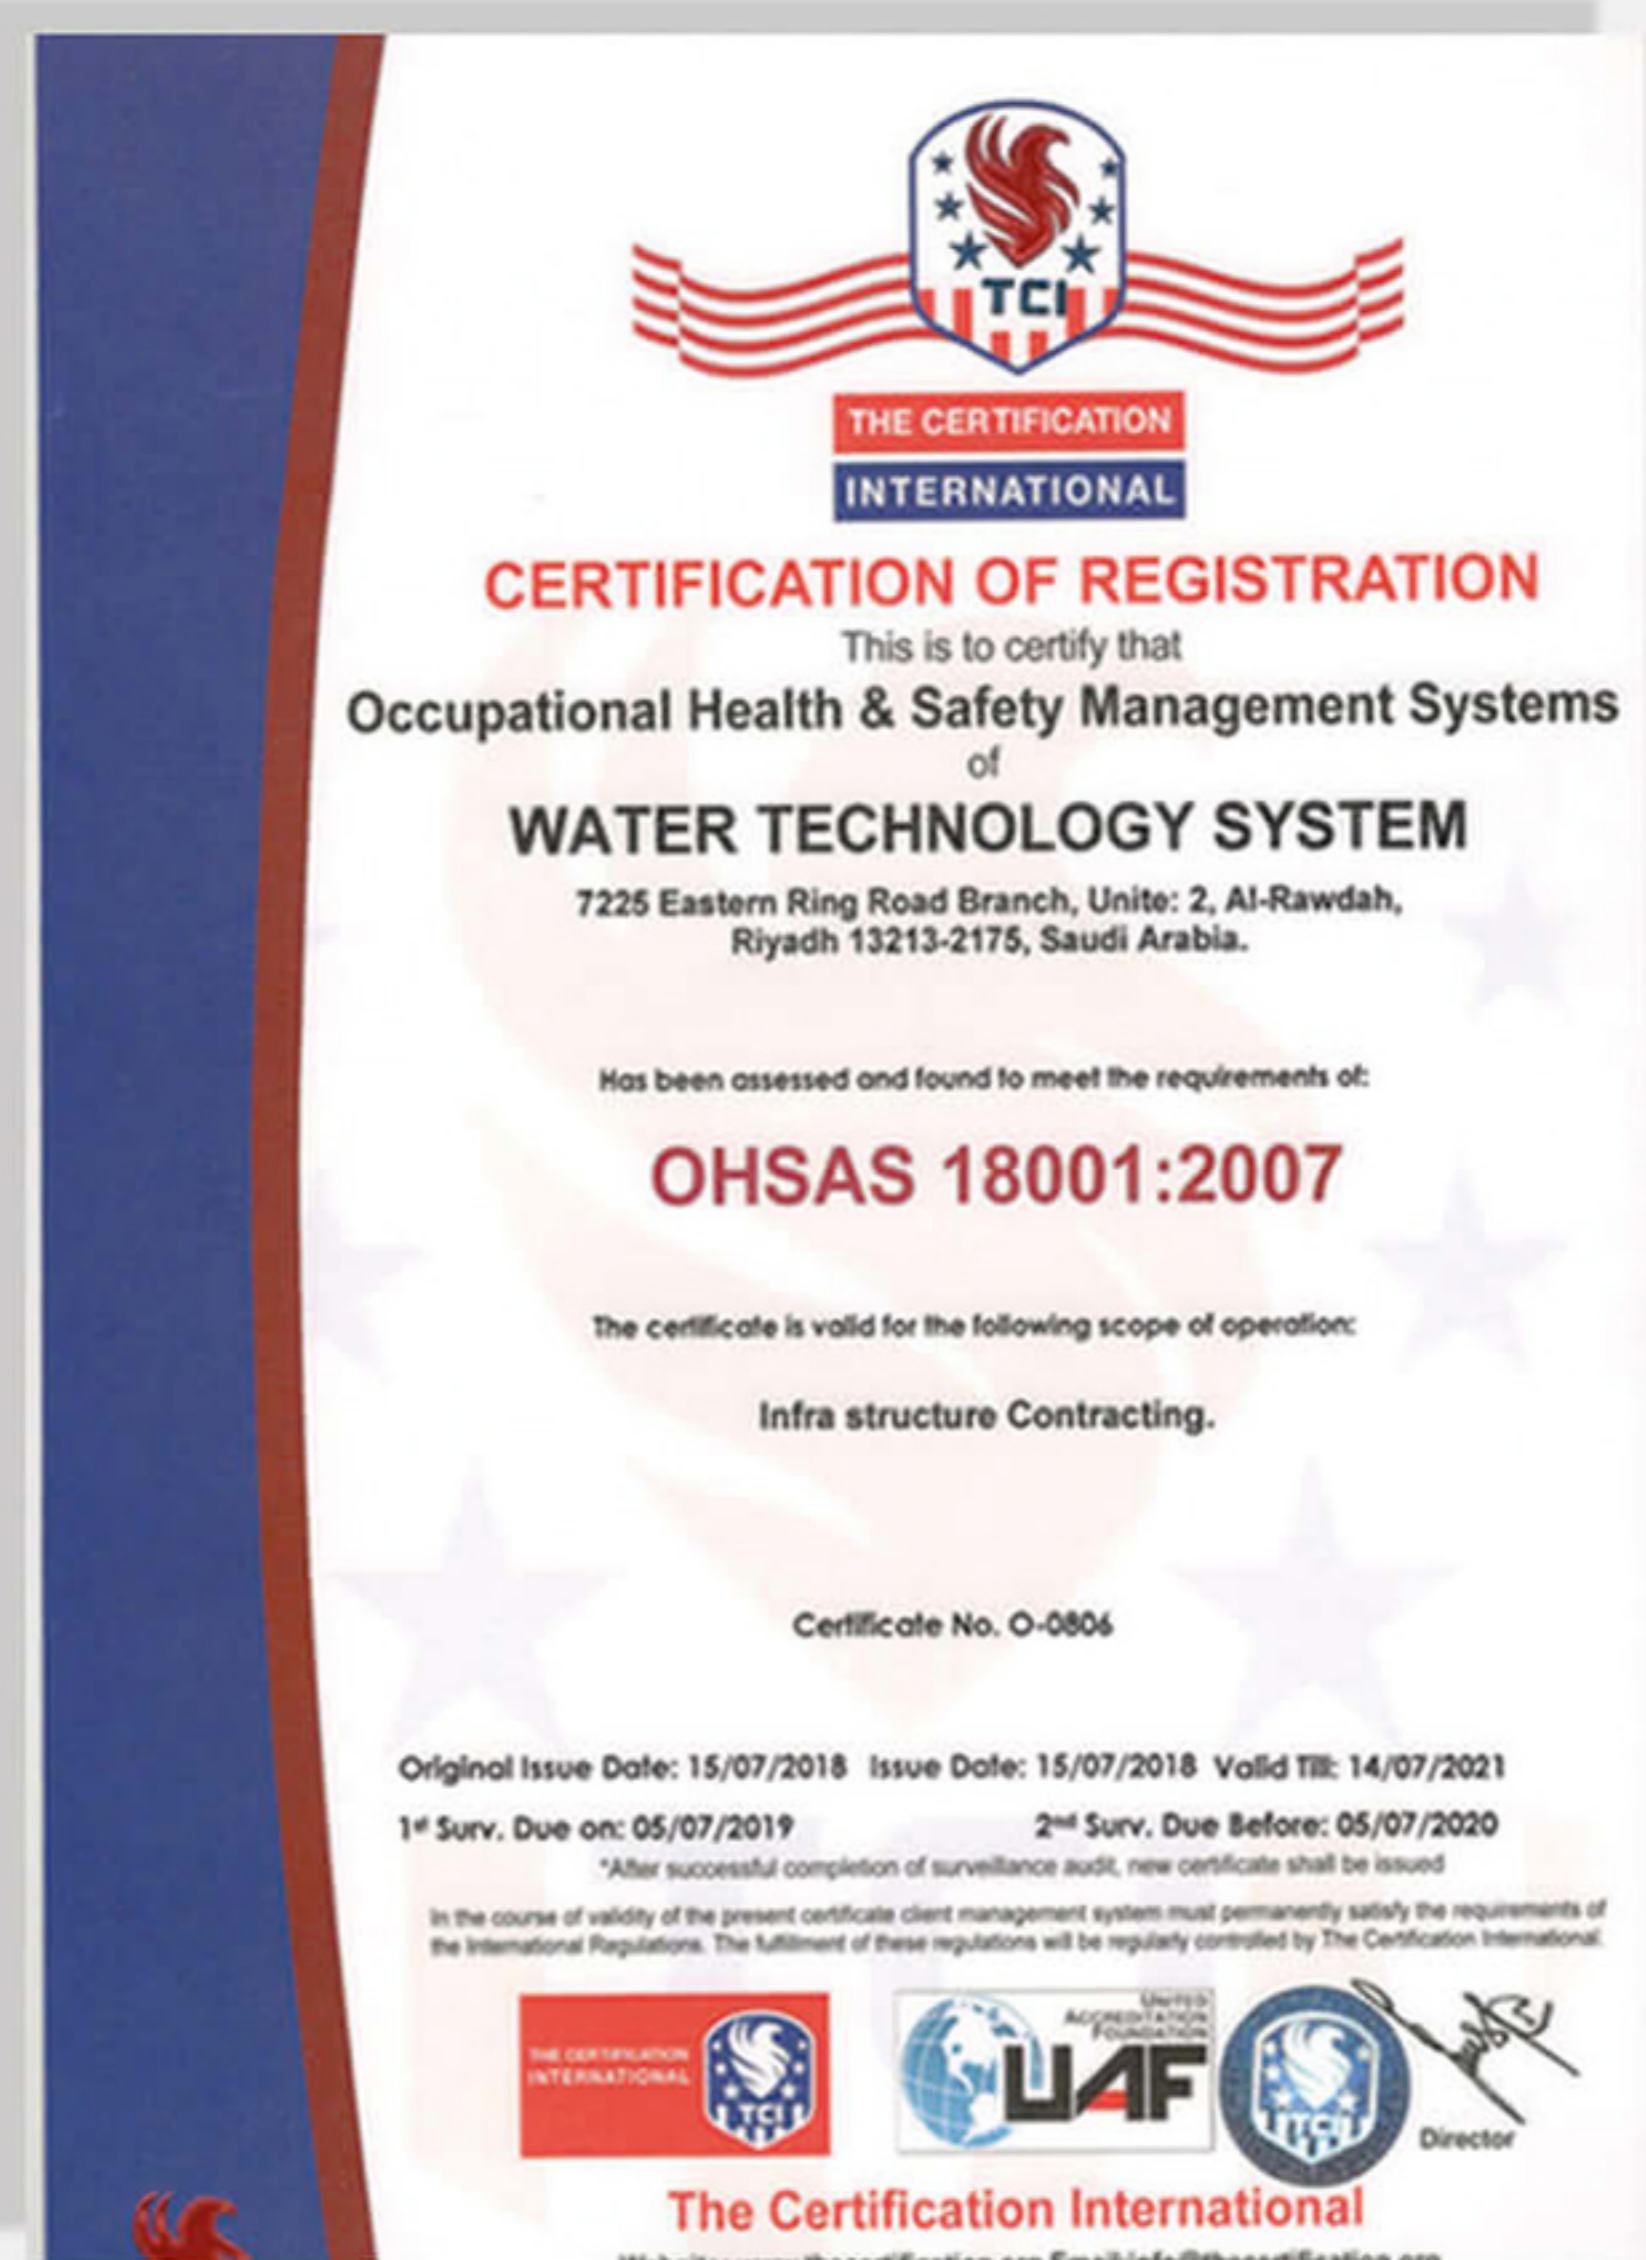 TCI
THE CERTIFICATION
INTERNATIONAL
CERTIFICATION OF REGISTRATION
This is to certify that
Occupational Health & Safety Management Systems
of
WATER TECHNOLOGY SYSTEM
7225 Eastern Ring Road Branch, Unite: 2, Al-Rawdah,
Riyadh 13213-2175, Saudi Arabia.
Has been assessed and found to meet the requirements of:
OHSAS 18001:2007
The certificate is valid for the following scope of operation:
Infra structure Contracting.
Certificate No. O-0806
Original Issue Date: 15/07/2018 Issue Date: 15/07/2018 Valid Till: 14/07/2021
1st Surv. Due on: 05/07/2019 2nd Surv. Due Before: 05/07/2020
*After successful completion of surveillance audit, new certificate shall be issued
In the course of validity of the present certificate client management system must permanently satisfy the requirements of
the International Regulations. The fulfillment of these regulations will be regularly controlled by The Certification International.
THE CERTIFICATION
INTERNATIONAL
TCI
UNITED
ACCREDITATION
FOUNDATION
UAF
TCI
Director
The Certification International